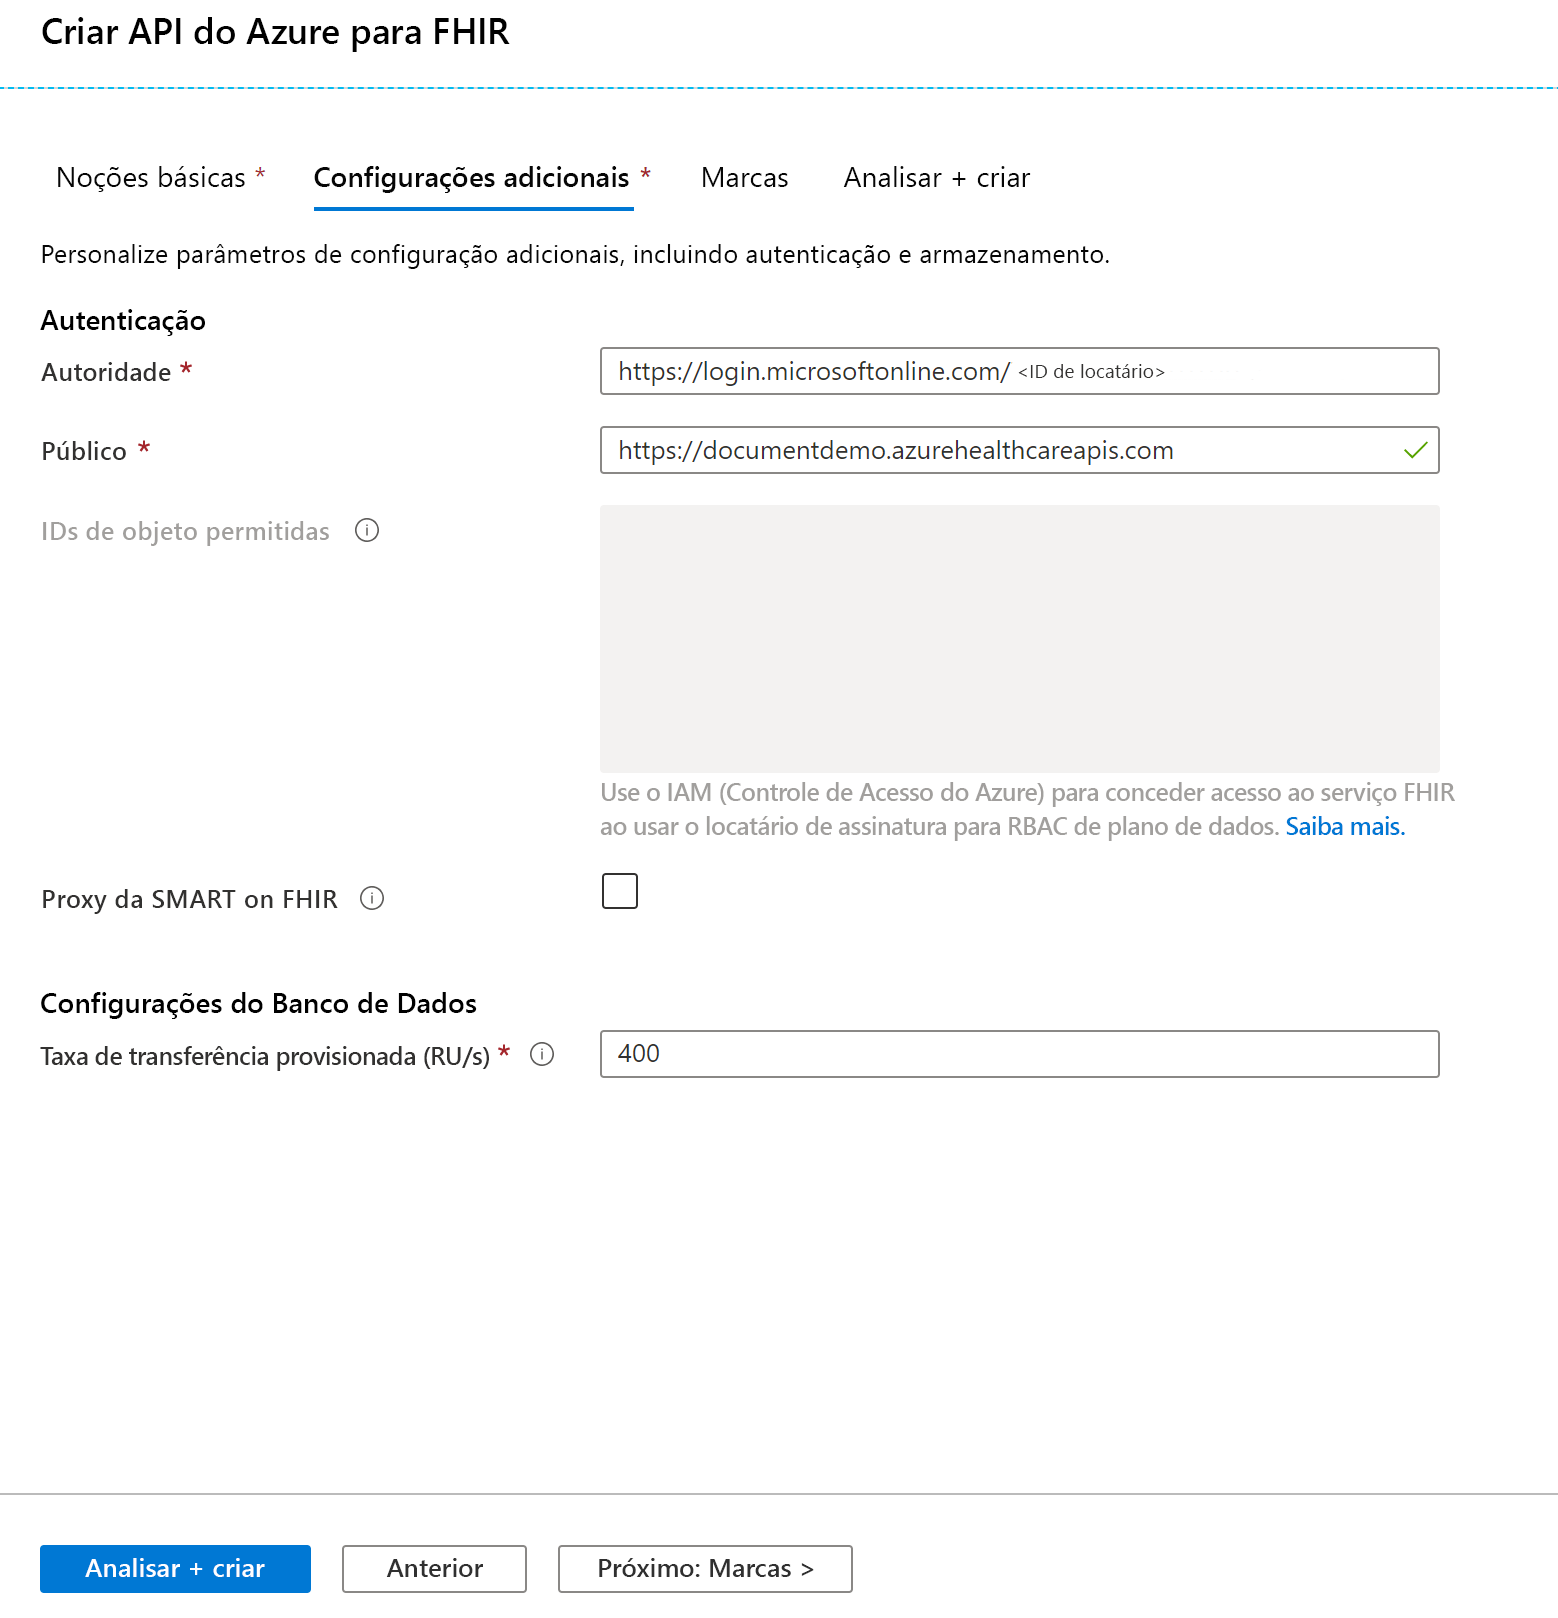 Criar API do Azure para FHIR
Noções básicas * Configurações adicionais * Marcas Analisar + criar
Personalize parâmetros de configuração adicionais, incluindo autenticação e armazenamento.
Autenticação
Autoridade * https://login.microsoftonline.com/ <ID de locatário>
Público * https://documentdemo.azurehealthcareapis.com
IDs de objeto permitidas
Use o IAM (Controle de Acesso do Azure) para conceder acesso ao serviço FHIR
ao usar o locatário de assinatura para RBAC de plano de dados. Saiba mais.
Proxy da SMART on FHIR
Configurações do Banco de Dados
Taxa de transferência provisionada (RU/s) * 400
Analisar + criar Anterior Próximo: Marcas >